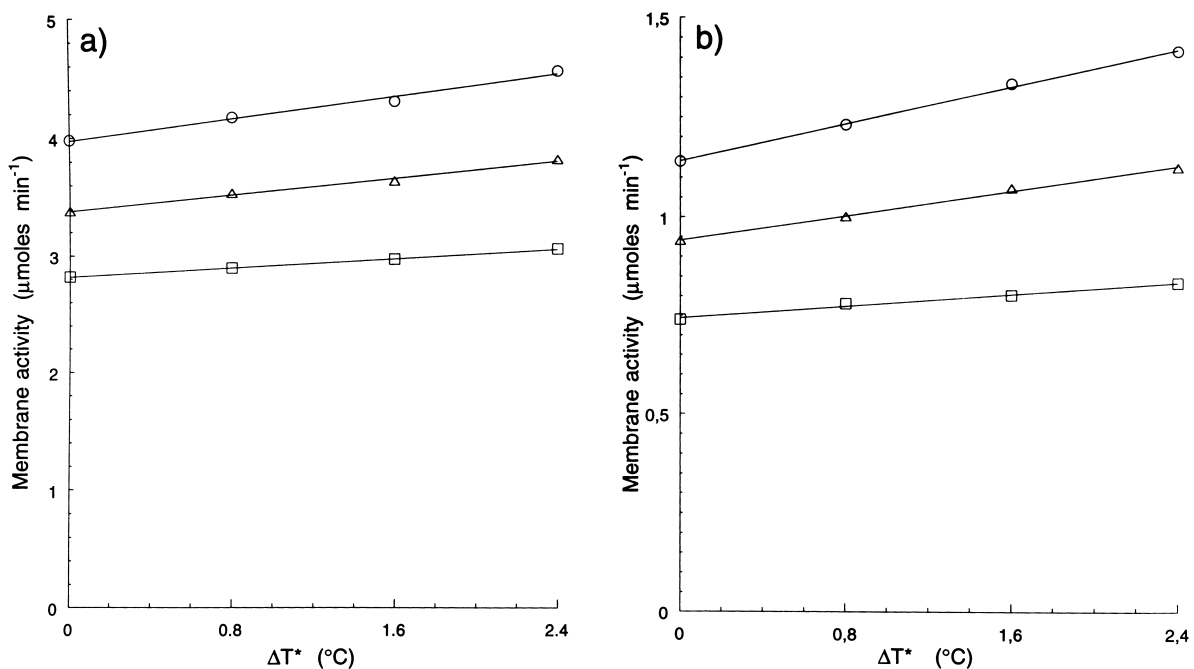 a)
5
4
3
2
1
0
Membrane activity (μmoles min⁻¹)
0 0.8 1.6 2.4
ΔT* (°C)
b)
1,5
1
0,5
0
Membrane activity (μmoles min⁻¹)
0 0,8 1,6 2,4
ΔT* (°C)